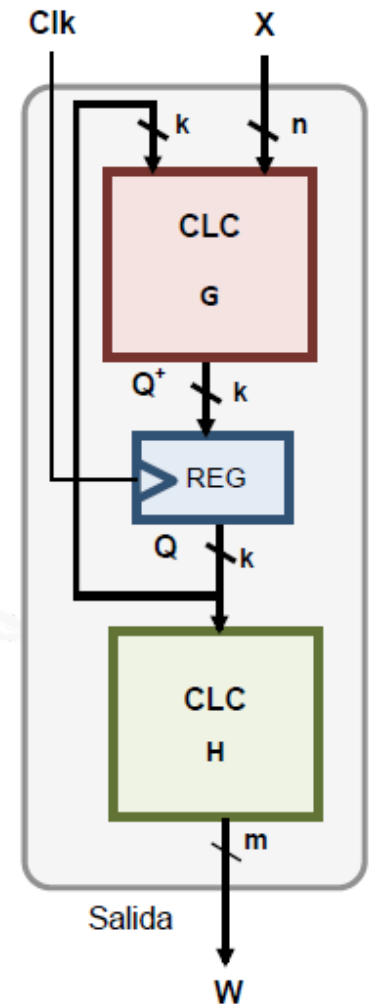 Clk X
k n
CLC
G
Q⁺ k
REG
Q k
CLC
H
m
Salida
W